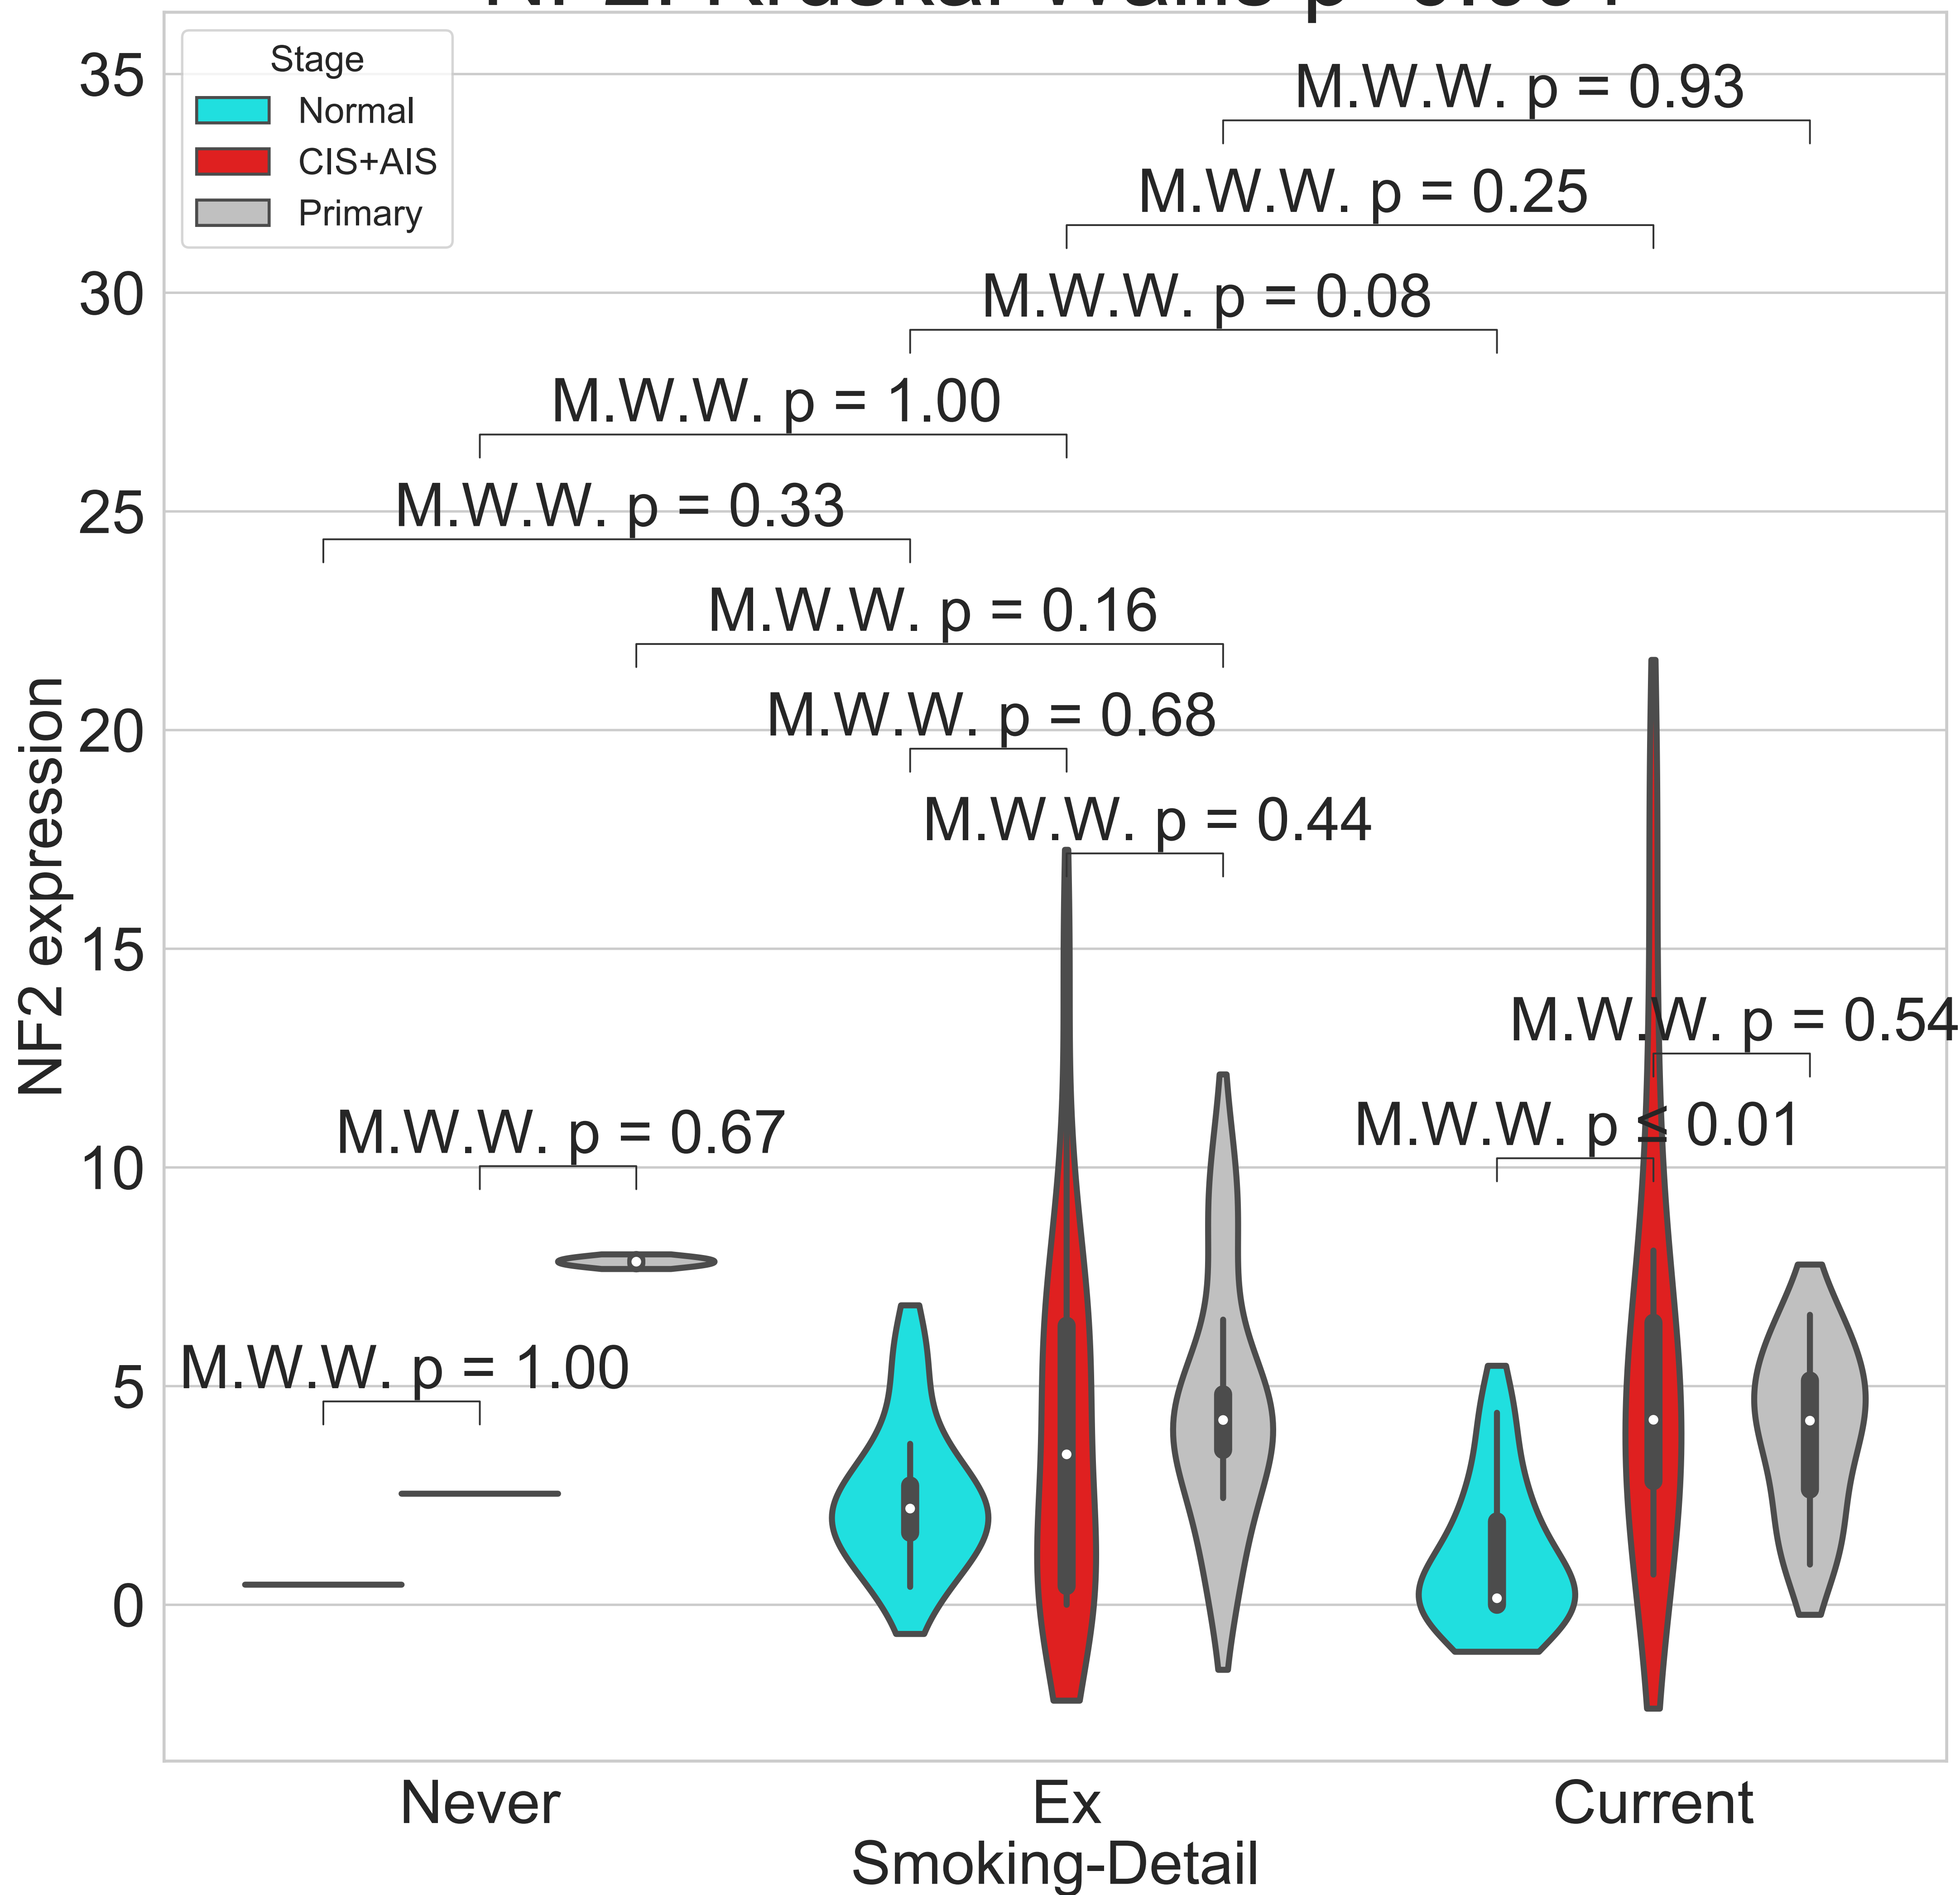 Stage
Normal
CIS+AIS
Primary
M.W.W. p = 0.93
M.W.W. p = 0.25
M.W.W. p = 0.08
M.W.W. p = 1.00
M.W.W. p = 0.33
M.W.W. p = 0.16
M.W.W. p = 0.68
M.W.W. p = 0.44
M.W.W. p = 0.54
M.W.W. p ≤ 0.01
M.W.W. p = 0.67
M.W.W. p = 1.00
35
30
25
20
15
10
5
0
NF2 expression
Never
Ex
Current
Smoking-Detail